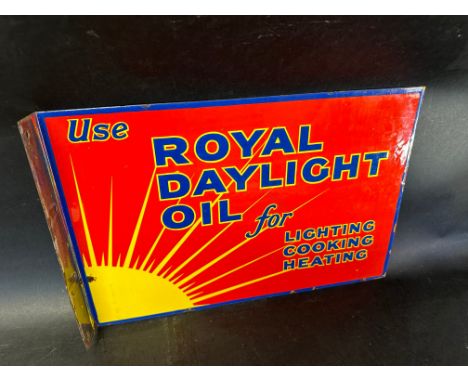 Use
ROYAL
DAYLIGHT
OIL for
LIGHTING
COOKING
HEATING